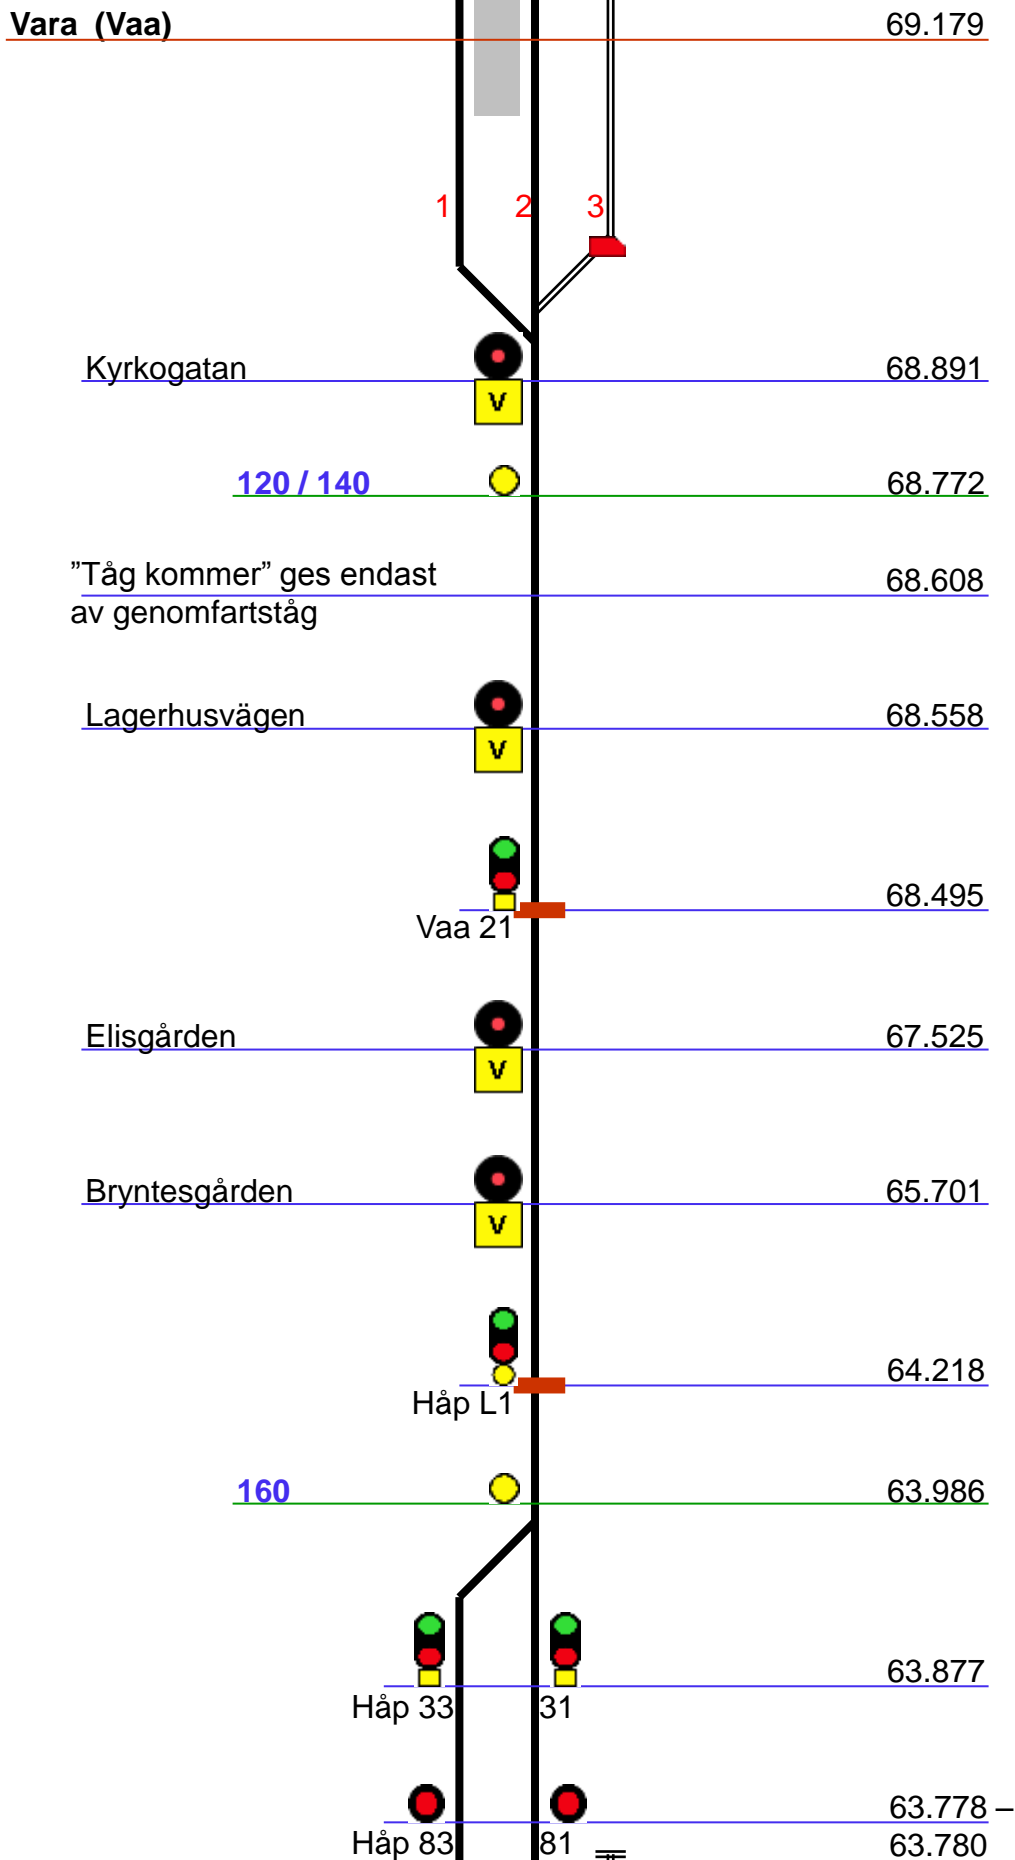 Vara (Vaa) 69.179
1 2 3
Kyrkogatan 68.891
V
120 / 140 68.772
”Tåg kommer” ges endast 68.608
av genomfartståg
Lagerhusvägen 68.558
V
68.495
Vaa 21
Elisgården 67.525
V
Bryntesgården 65.701
V
64.218
Håp L1
160 63.986
63.877
Håp 33 31
63.778 –
Håp 83 81 63.780